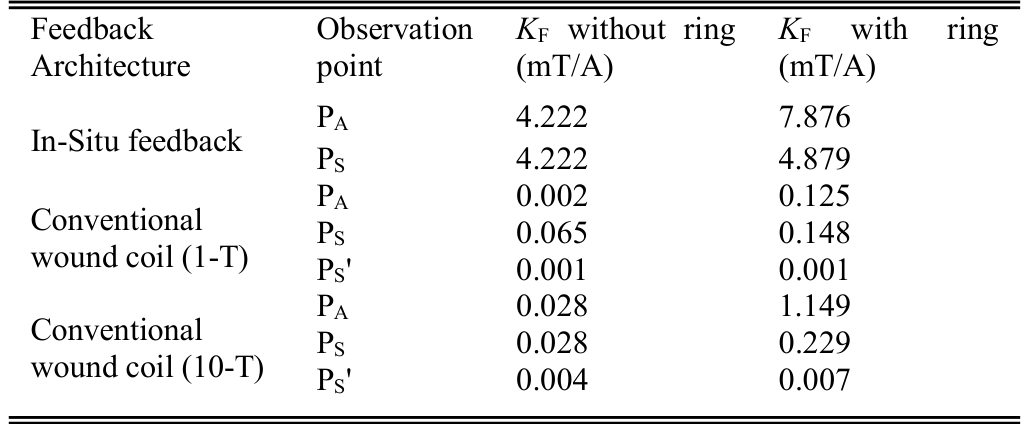 Feedback Architecture Observation point K_F without ring (mT/A) K_F with ring (mT/A)
In-Situ feedback P_A 4.222 7.876
P_S 4.222 4.879
Conventional wound coil (1-T) P_A 0.002 0.125
P_S 0.065 0.148
P_S' 0.001 0.001
Conventional wound coil (10-T) P_A 0.028 1.149
P_S 0.028 0.229
P_S' 0.004 0.007